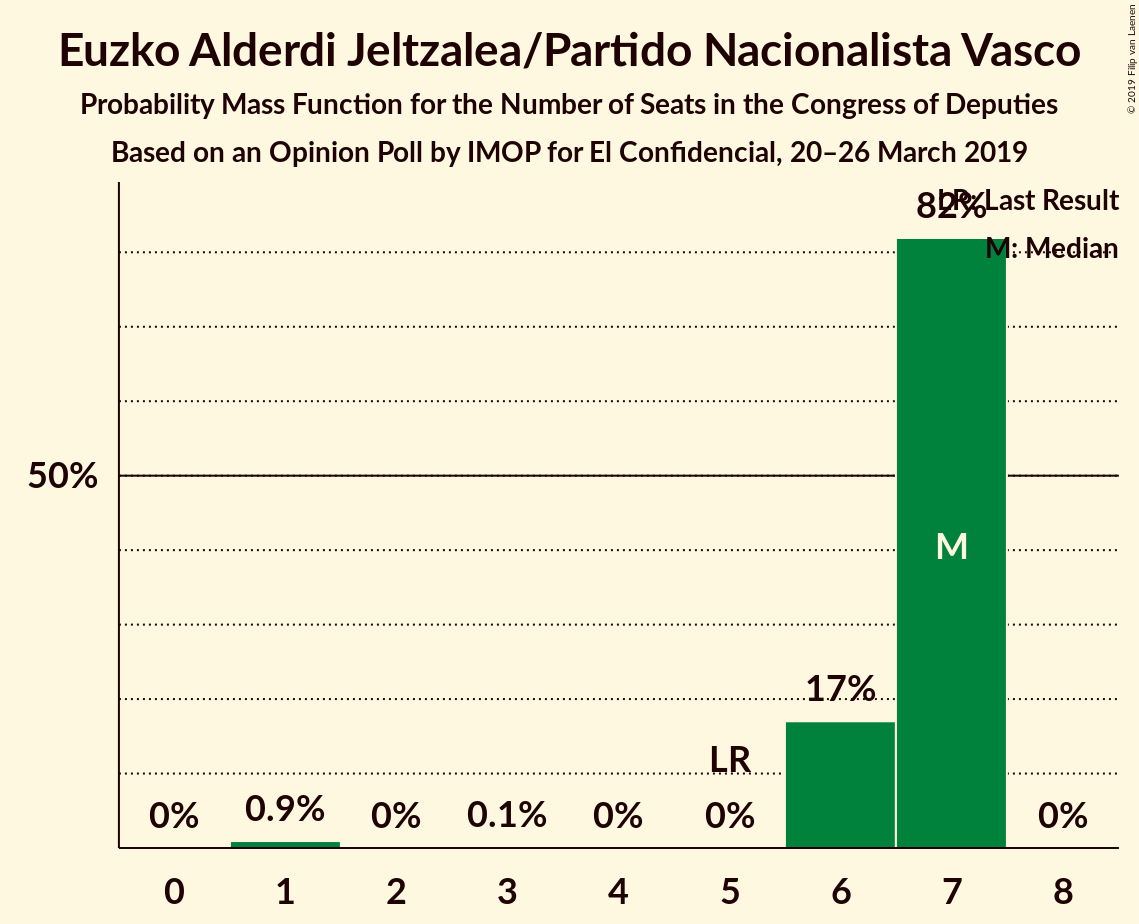 Euzko Alderdi Jeltzalea/Partido Nacionalista Vasco
Probability Mass Function for the Number of Seats in the Congress of Deputies
Based on an Opinion Poll by IMOP for El Confidencial, 20–26 March 2019
© 2019 Filip van Laenen
LR: Last Result
M: Median
82%
50%
M
17%
LR
0% 0.9% 0% 0.1% 0% 0% 0%
0 1 2 3 4 5 6 7 8